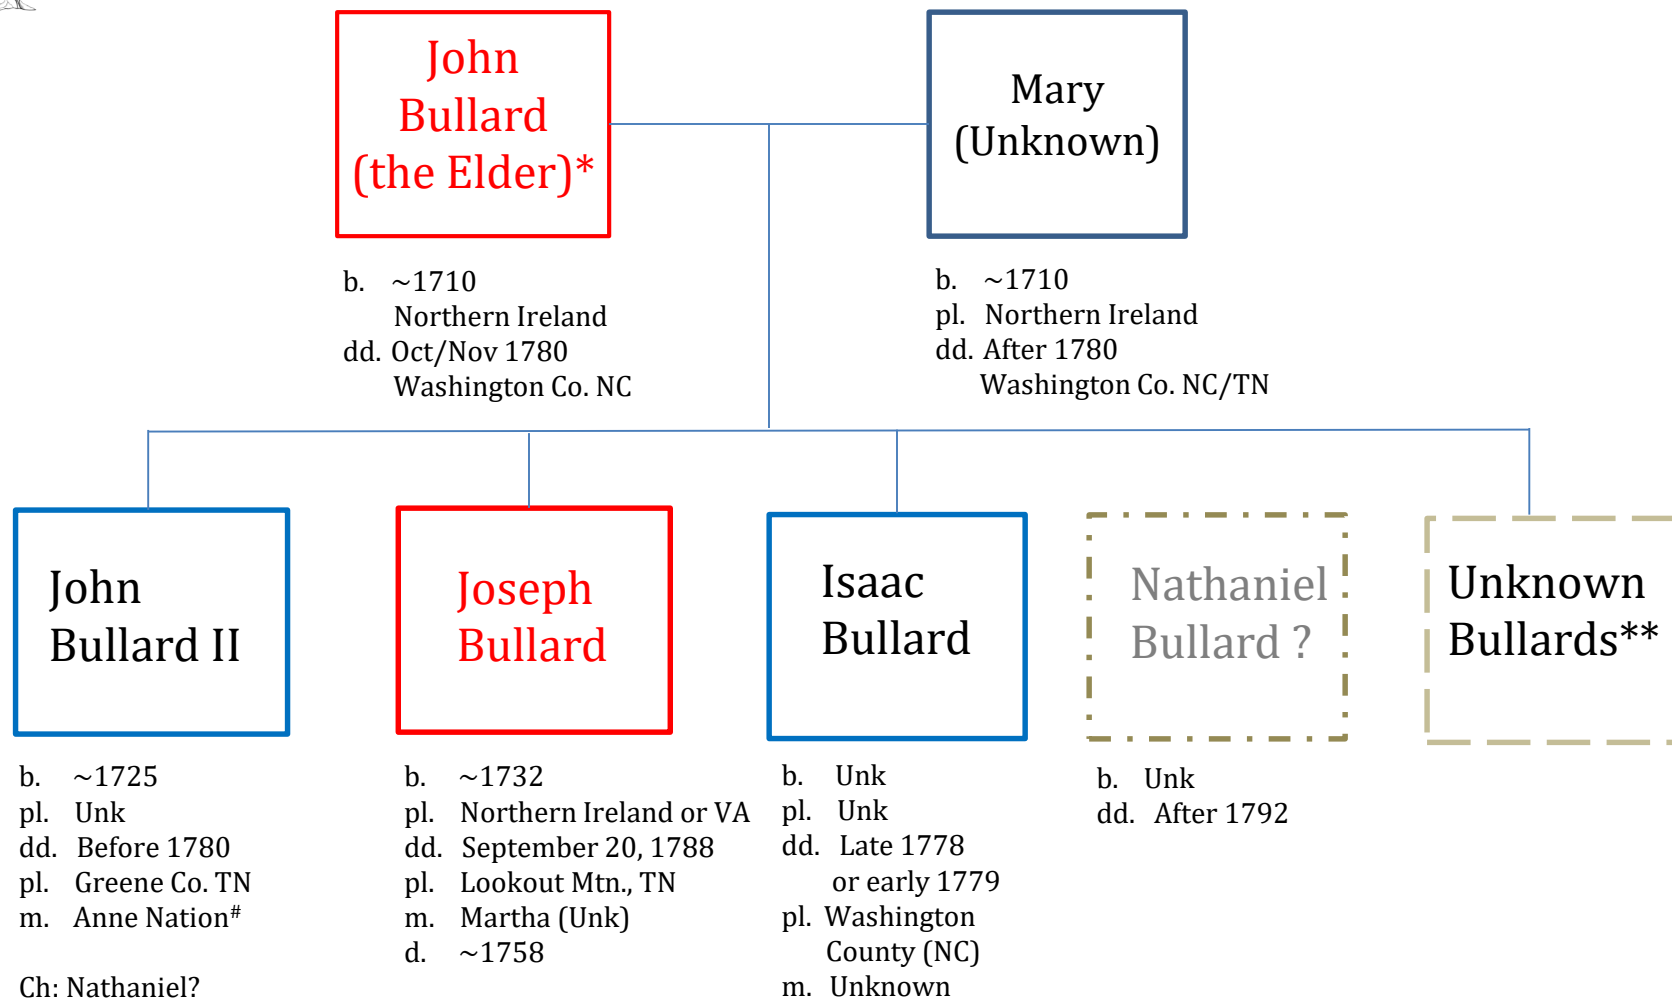 John
Bullard
(the Elder)*
Mary
(Unknown)
b. ~1710
Northern Ireland
dd. Oct/Nov 1780
Washington Co. NC
b. ~1710
pl. Northern Ireland
dd. After 1780
Washington Co. NC/TN
John
Bullard II
Joseph
Bullard
Isaac
Bullard
Nathaniel
Bullard ?
Unknown
Bullards**
b. ~1725
pl. Unk
dd. Before 1780
pl. Greene Co. TN
m. Anne Nation#
Ch: Nathaniel?
b. ~1732
pl. Northern Ireland or VA
dd. September 20, 1788
pl. Lookout Mtn., TN
m. Martha (Unk)
d. ~1758
b. Unk
pl. Unk
dd. Late 1778
or early 1779
pl. Washington
County (NC)
m. Unknown
b. Unk
dd. After 1792